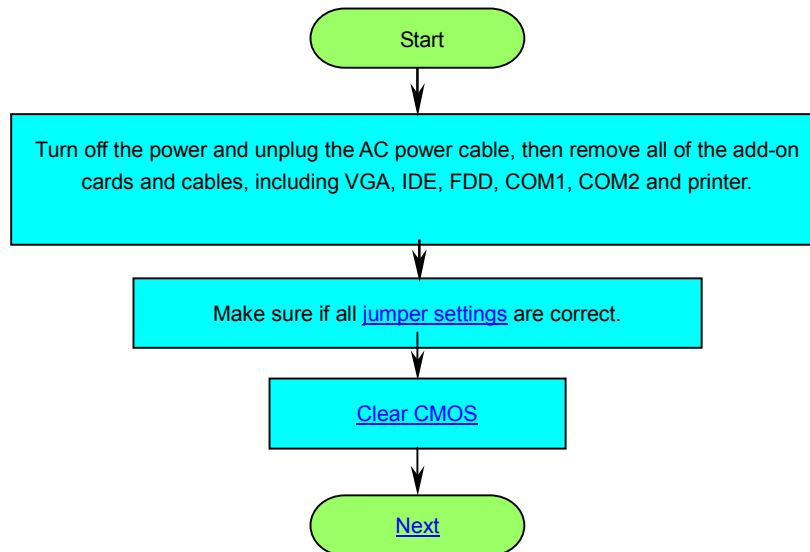 Start
Turn off the power and unplug the AC power cable, then remove all of the add-on
cards and cables, including VGA, IDE, FDD, COM1, COM2 and printer.
Make sure if all jumper settings are correct.
Clear CMOS
Next